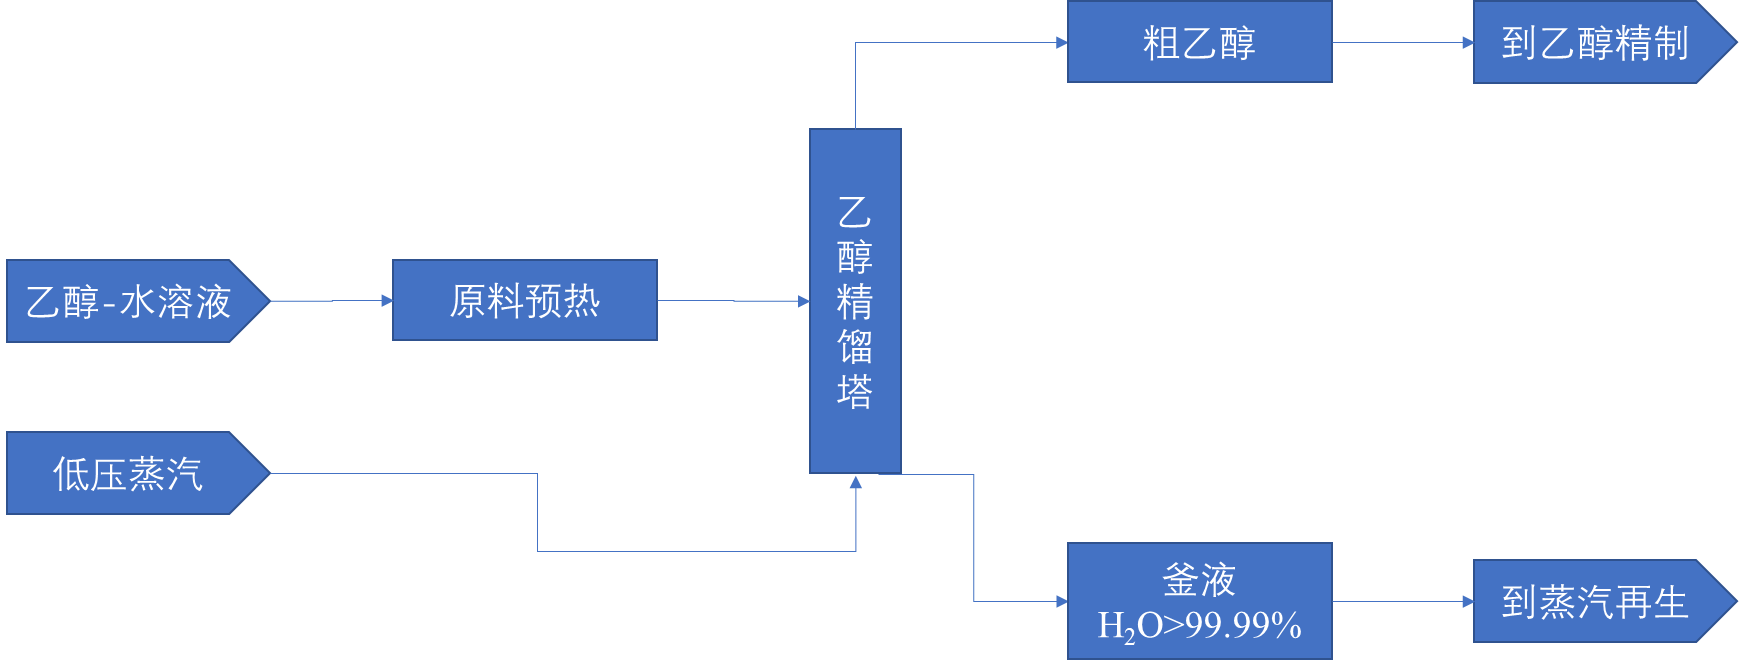 粗乙醇
到乙醇精制
乙醇精馏塔
乙醇-水溶液
原料预热
低压蒸汽
釜液
H₂O>99.99%
到蒸汽再生